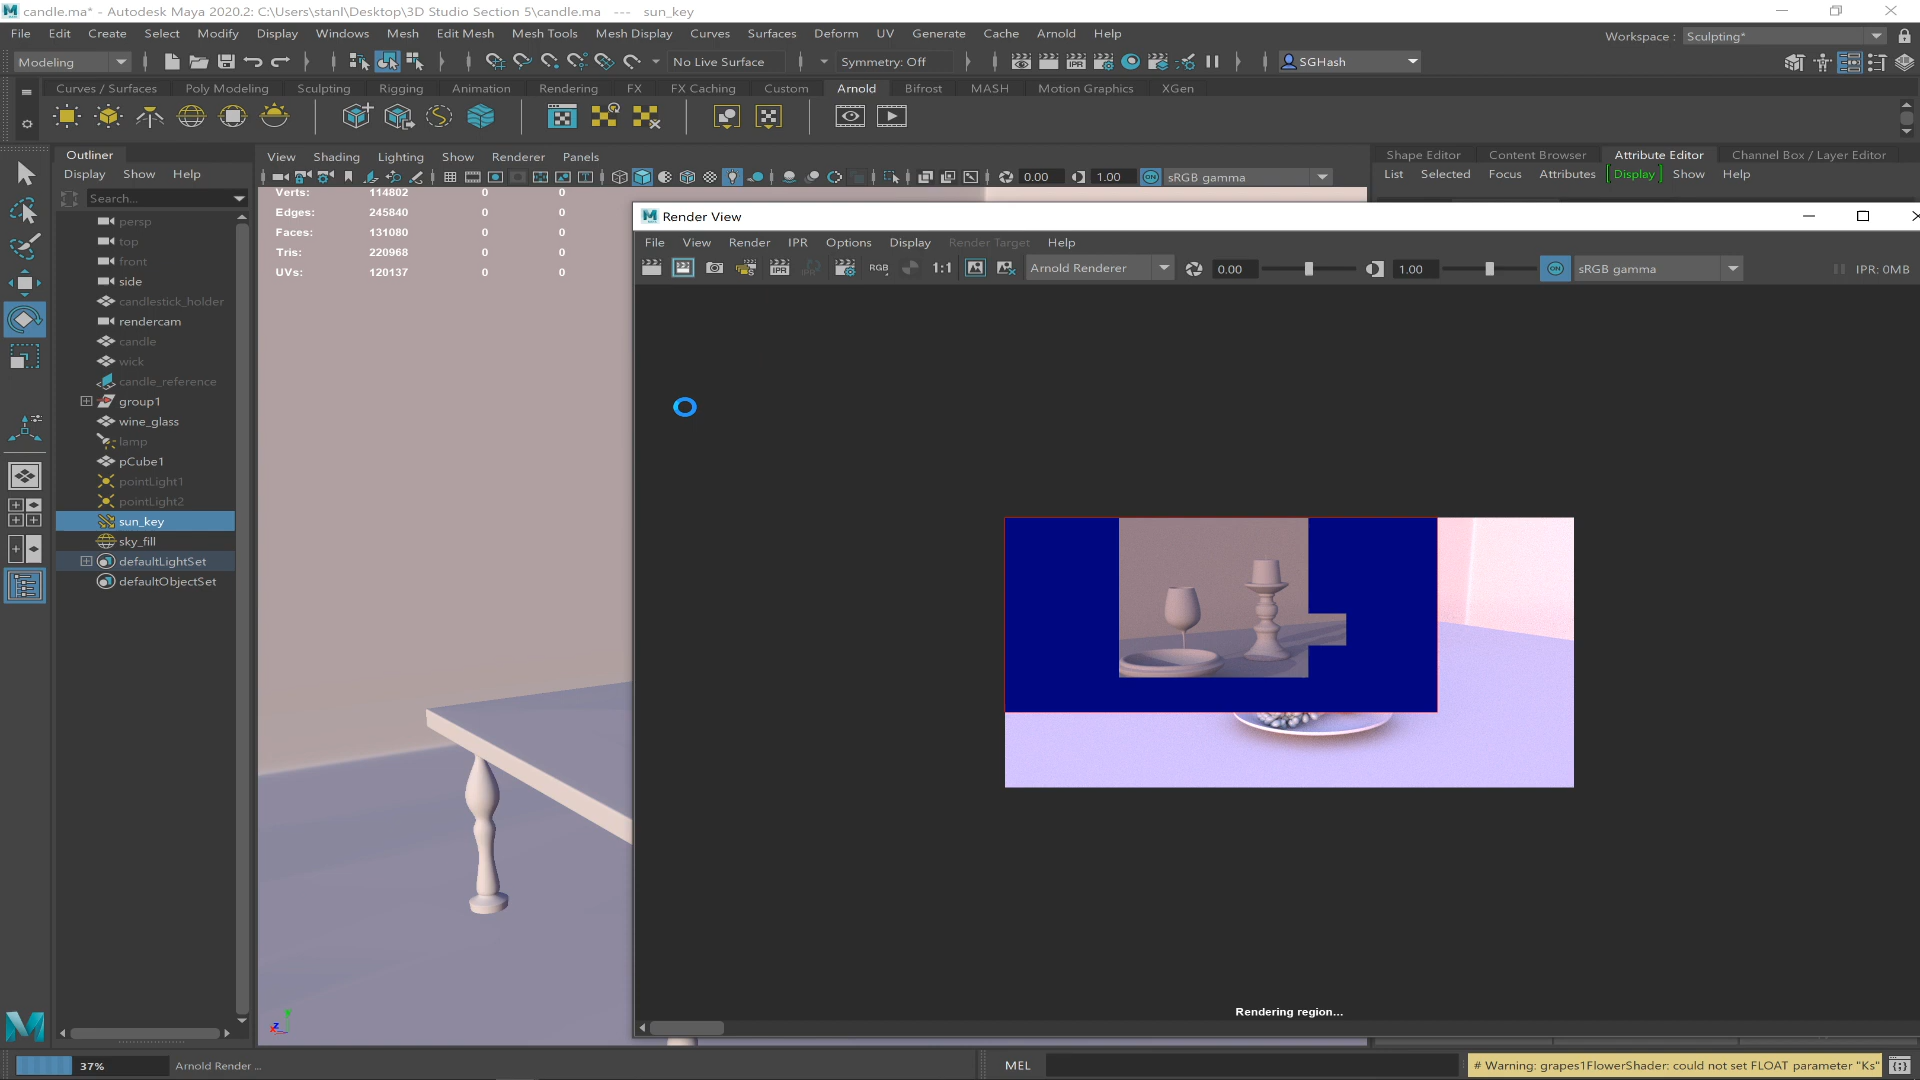 candle.ma* - Autodesk Maya 2020.2: C:\Users\stanl\Desktop\3D Studio Section 5\candle.ma --- sun_key
File Edit Create Select Modify Display Windows Mesh Edit Mesh Mesh Tools Mesh Display Curves Surfaces Deform UV Generate Cache Arnold Help Workspace : Sculpting*
Modeling No Live Surface Symmetry: Off SGHash
Curves / Surfaces Poly Modeling Sculpting Rigging Animation Rendering FX FX Caching Custom Arnold Bifrost MASH Motion Graphics XGen
Outliner
Display Show Help
Search...
persp
top
front
side
candlestick_holder
rendercam
candle
wick
candle_reference
group1
wine_glass
lamp
pCube1
pointLight1
pointLight2
sun_key
sky_fill
defaultLightSet
defaultObjectSet
View Shading Lighting Show Renderer Panels
0.00 1.00 ON sRGB gamma
Verts: 114802 0 0
Edges: 245840 0 0
Faces: 131080 0 0
Tris: 220968 0 0
UVs: 120137 0 0
Shape Editor Content Browser Attribute Editor Channel Box / Layer Editor
List Selected Focus Attributes Display Show Help
Render View
File View Render IPR Options Display Render Target Help
IPR RGB 1:1 Arnold Renderer 0.00 1.00 ON sRGB gamma IPR: 0MB
Rendering region...
37% Arnold Render ... MEL # Warning: grapes1FlowerShader: could not set FLOAT parameter "Ks"